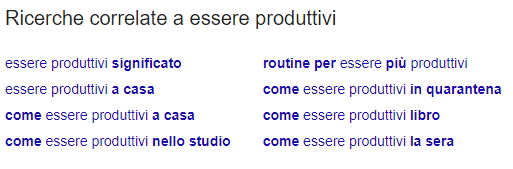 Ricerche correlate a essere produttivi
essere produttivi significato
essere produttivi a casa
come essere produttivi a casa
come essere produttivi nello studio
routine per essere più produttivi
come essere produttivi in quarantena
come essere produttivi libro
come essere produttivi la sera